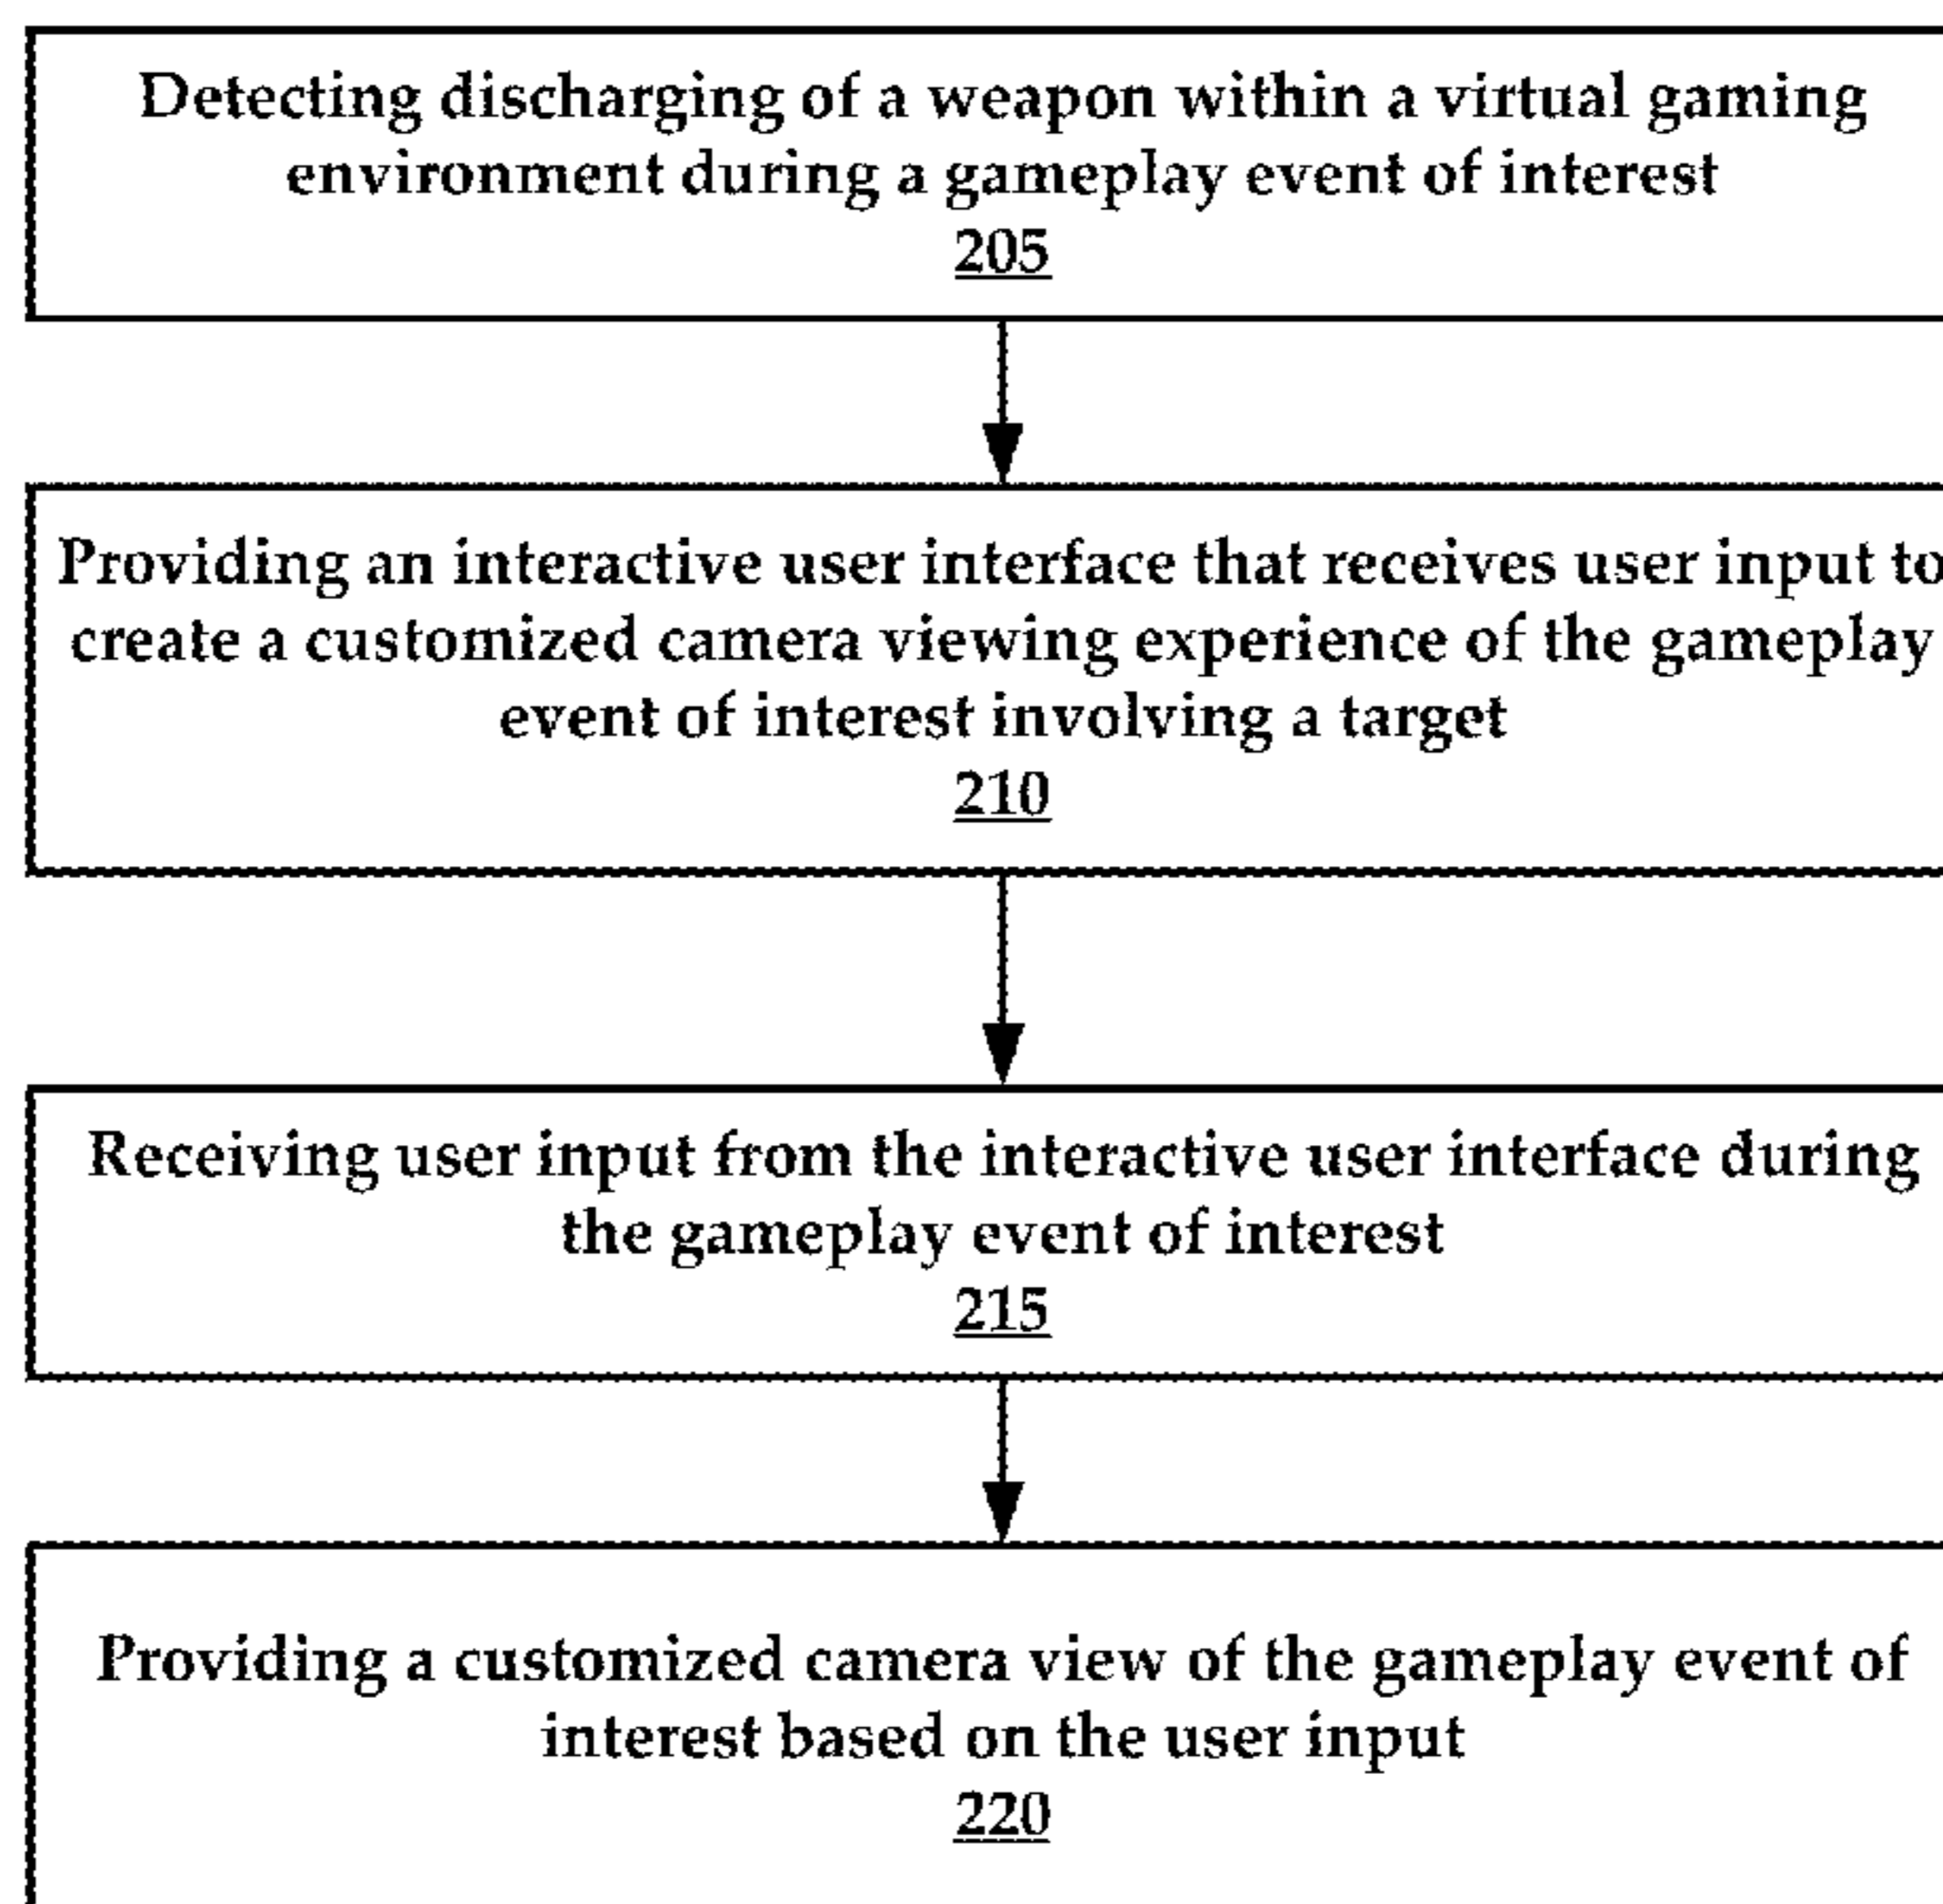 Detecting discharging of a weapon within a virtual gaming
environment during a gameplay event of interest
205
Providing an interactive user interface that receives user input to
create a customized camera viewing experience of the gameplay
event of interest involving a target
210
Receiving user input from the interactive user interface during
the gameplay event of interest
215
Providing a customized camera view of the gameplay event of
interest based on the user input
220